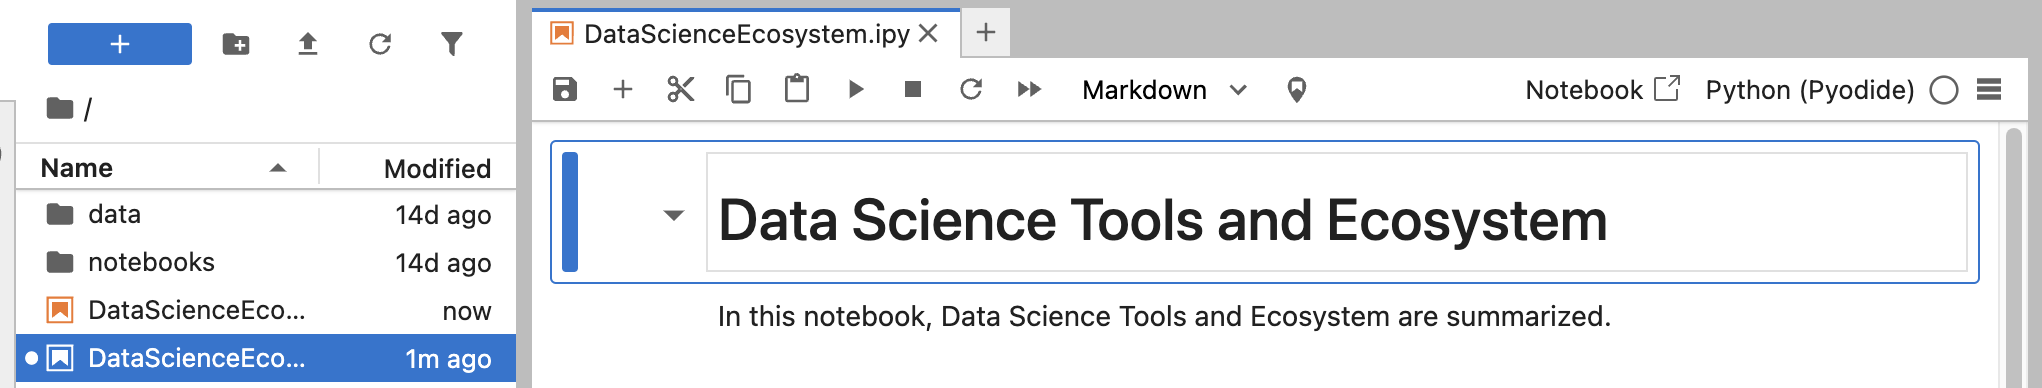 /
Name Modified
data 14d ago
notebooks 14d ago
DataScienceEco... now
DataScienceEco... 1m ago
DataScienceEcosystem.ipy
Markdown Notebook Python (Pyodide)
Data Science Tools and Ecosystem
In this notebook, Data Science Tools and Ecosystem are summarized.